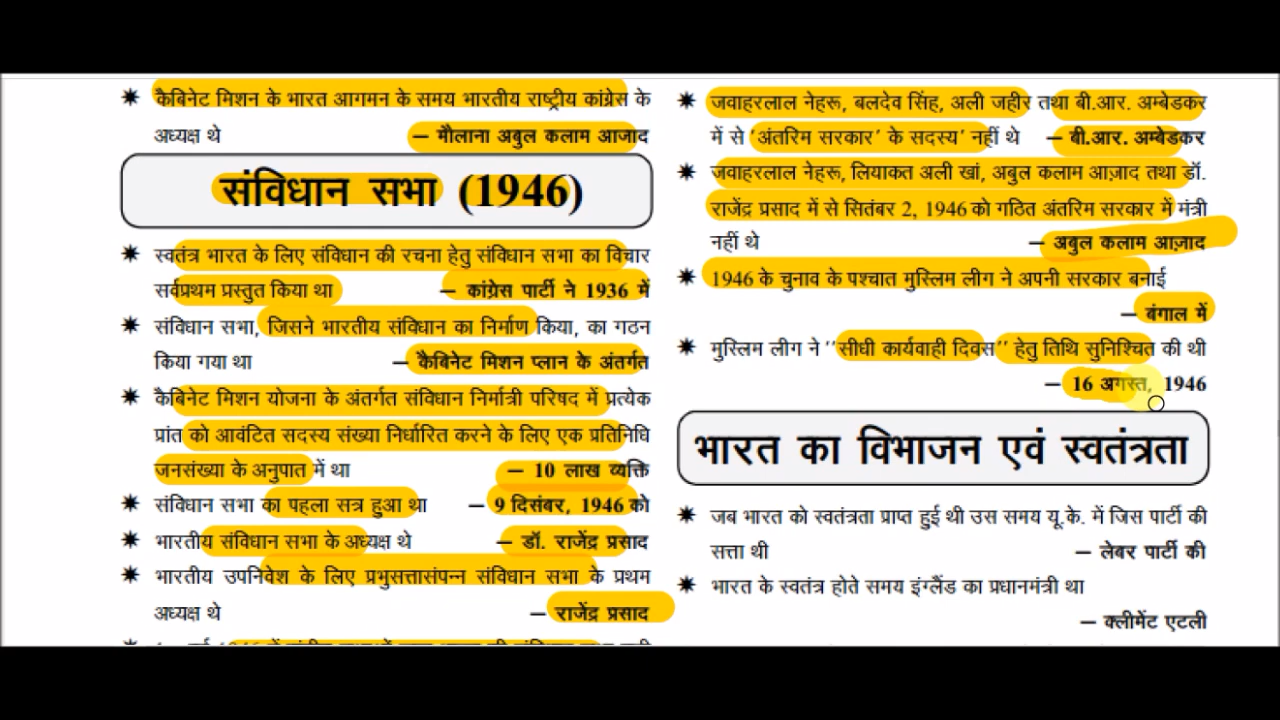 ✷ कैबिनेट मिशन के भारत आगमन के समय भारतीय राष्ट्रीय कांग्रेस के
अध्यक्ष थे – मौलाना अबुल कलाम आजाद
संविधान सभा (1946)
✷ स्वतंत्र भारत के लिए संविधान की रचना हेतु संविधान सभा का विचार
सर्वप्रथम प्रस्तुत किया था – कांग्रेस पार्टी ने 1936 में
✷ संविधान सभा, जिसने भारतीय संविधान का निर्माण किया, का गठन
किया गया था – कैबिनेट मिशन प्लान के अंतर्गत
✷ कैबिनेट मिशन योजना के अंतर्गत संविधान निर्मात्री परिषद में प्रत्येक
प्रांत को आवंटित सदस्य संख्या निर्धारित करने के लिए एक प्रतिनिधि
जनसंख्या के अनुपात में था – 10 लाख व्यक्ति
✷ संविधान सभा का पहला सत्र हुआ था – 9 दिसंबर, 1946 को
✷ भारतीय संविधान सभा के अध्यक्ष थे – डॉ. राजेंद्र प्रसाद
✷ भारतीय उपनिवेश के लिए प्रभुसत्तासंपन्न संविधान सभा के प्रथम
अध्यक्ष थे – राजेंद्र प्रसाद
✷ जवाहरलाल नेहरू, बलदेव सिंह, अली जहीर तथा बी.आर. अम्बेडकर
में से 'अंतरिम सरकार' के सदस्य' नहीं थे – बी.आर. अम्बेडकर
✷ जवाहरलाल नेहरू, लियाकत अली खां, अबुल कलाम आज़ाद तथा डॉ.
राजेंद्र प्रसाद में से सितंबर 2, 1946 को गठित अंतरिम सरकार में मंत्री
नहीं थे – अबुल कलाम आज़ाद
✷ 1946 के चुनाव के पश्चात मुस्लिम लीग ने अपनी सरकार बनाई
– बंगाल में
✷ मुस्लिम लीग ने ''सीधी कार्यवाही दिवस'' हेतु तिथि सुनिश्चित की थी
– 16 अगस्त, 1946
भारत का विभाजन एवं स्वतंत्रता
✷ जब भारत को स्वतंत्रता प्राप्त हुई थी उस समय यू.के. में जिस पार्टी की
सत्ता थी – लेबर पार्टी की
✷ भारत के स्वतंत्र होते समय इंग्लैंड का प्रधानमंत्री था
– क्लीमेंट एटली